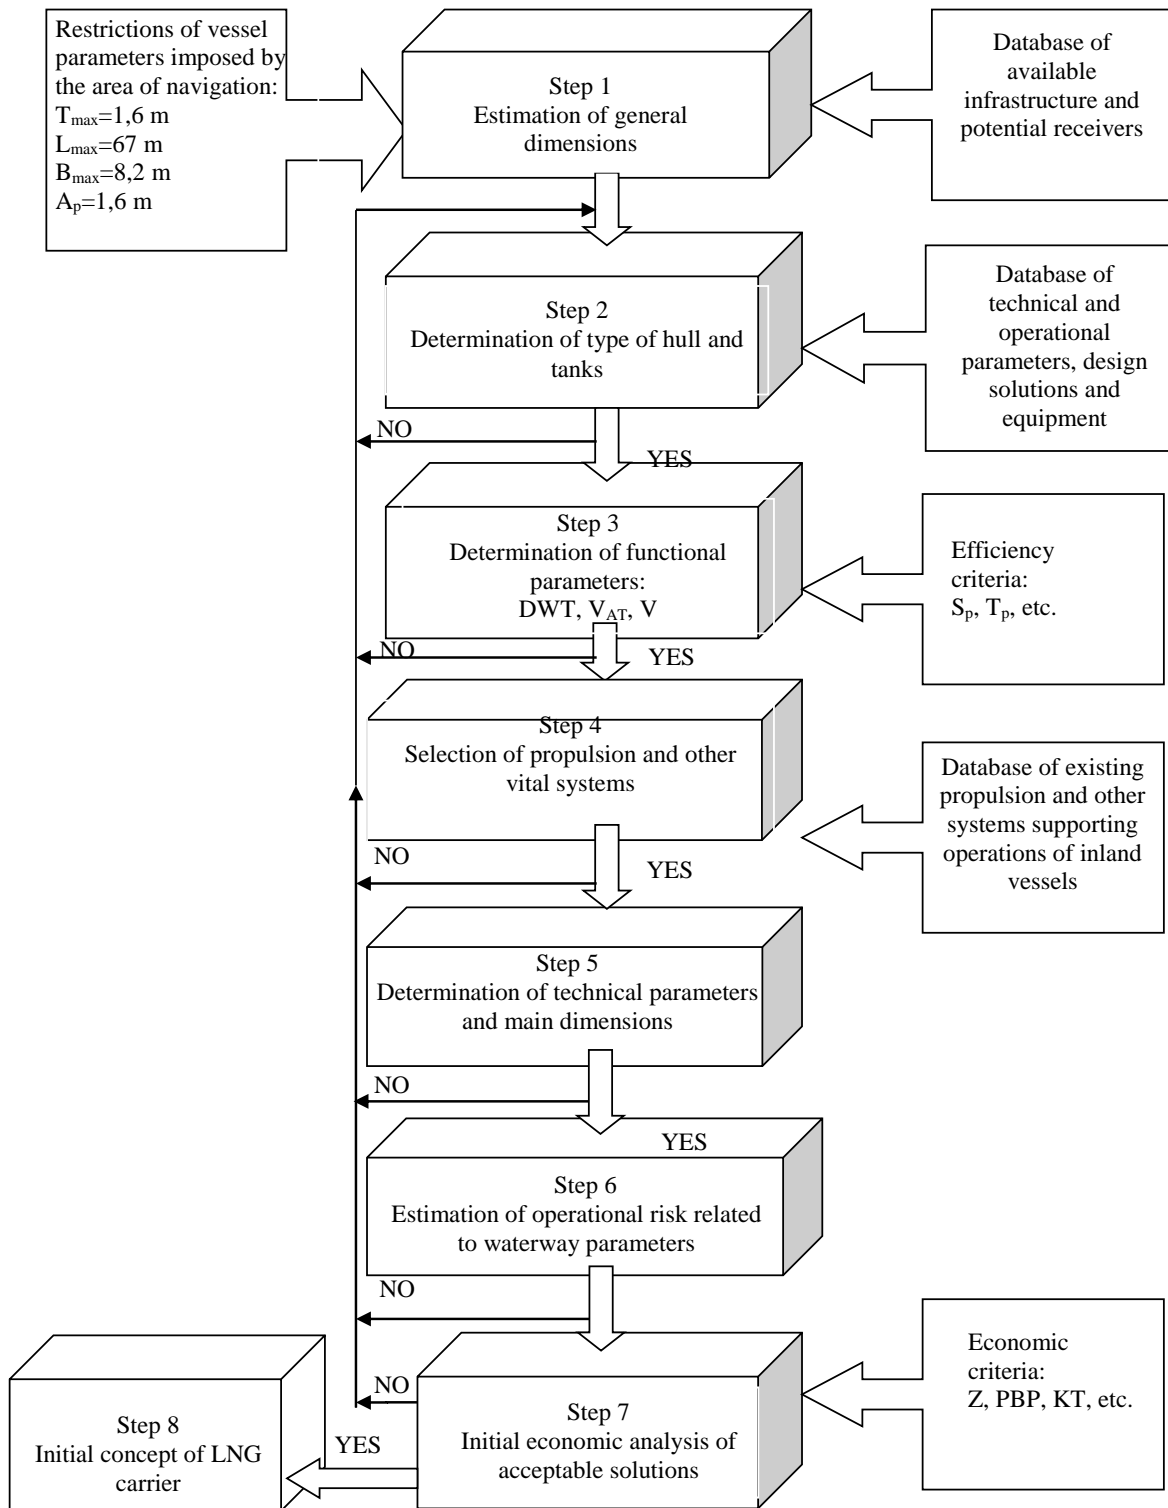 Restrictions of vessel
parameters imposed by
the area of navigation:
Tmax=1,6 m
Lmax=67 m
Bmax=8,2 m
Ap=1,6 m
Step 1
Estimation of general
dimensions
Database of
available
infrastructure and
potential receivers
Step 2
Determination of type of hull and
tanks
Database of
technical and
operational
parameters, design
solutions and
equipment
NO
YES
Step 3
Determination of functional
parameters:
DWT, VAT, V
Efficiency
criteria:
Sp, Tp, etc.
NO
YES
Step 4
Selection of propulsion and other
vital systems
Database of existing
propulsion and other
systems supporting
operations of inland
vessels
NO
YES
Step 5
Determination of technical parameters
and main dimensions
NO
YES
Step 6
Estimation of operational risk related
to waterway parameters
NO
Step 7
Initial economic analysis of
acceptable solutions
Economic
criteria:
Z, PBP, KT, etc.
NO
YES
Step 8
Initial concept of LNG
carrier